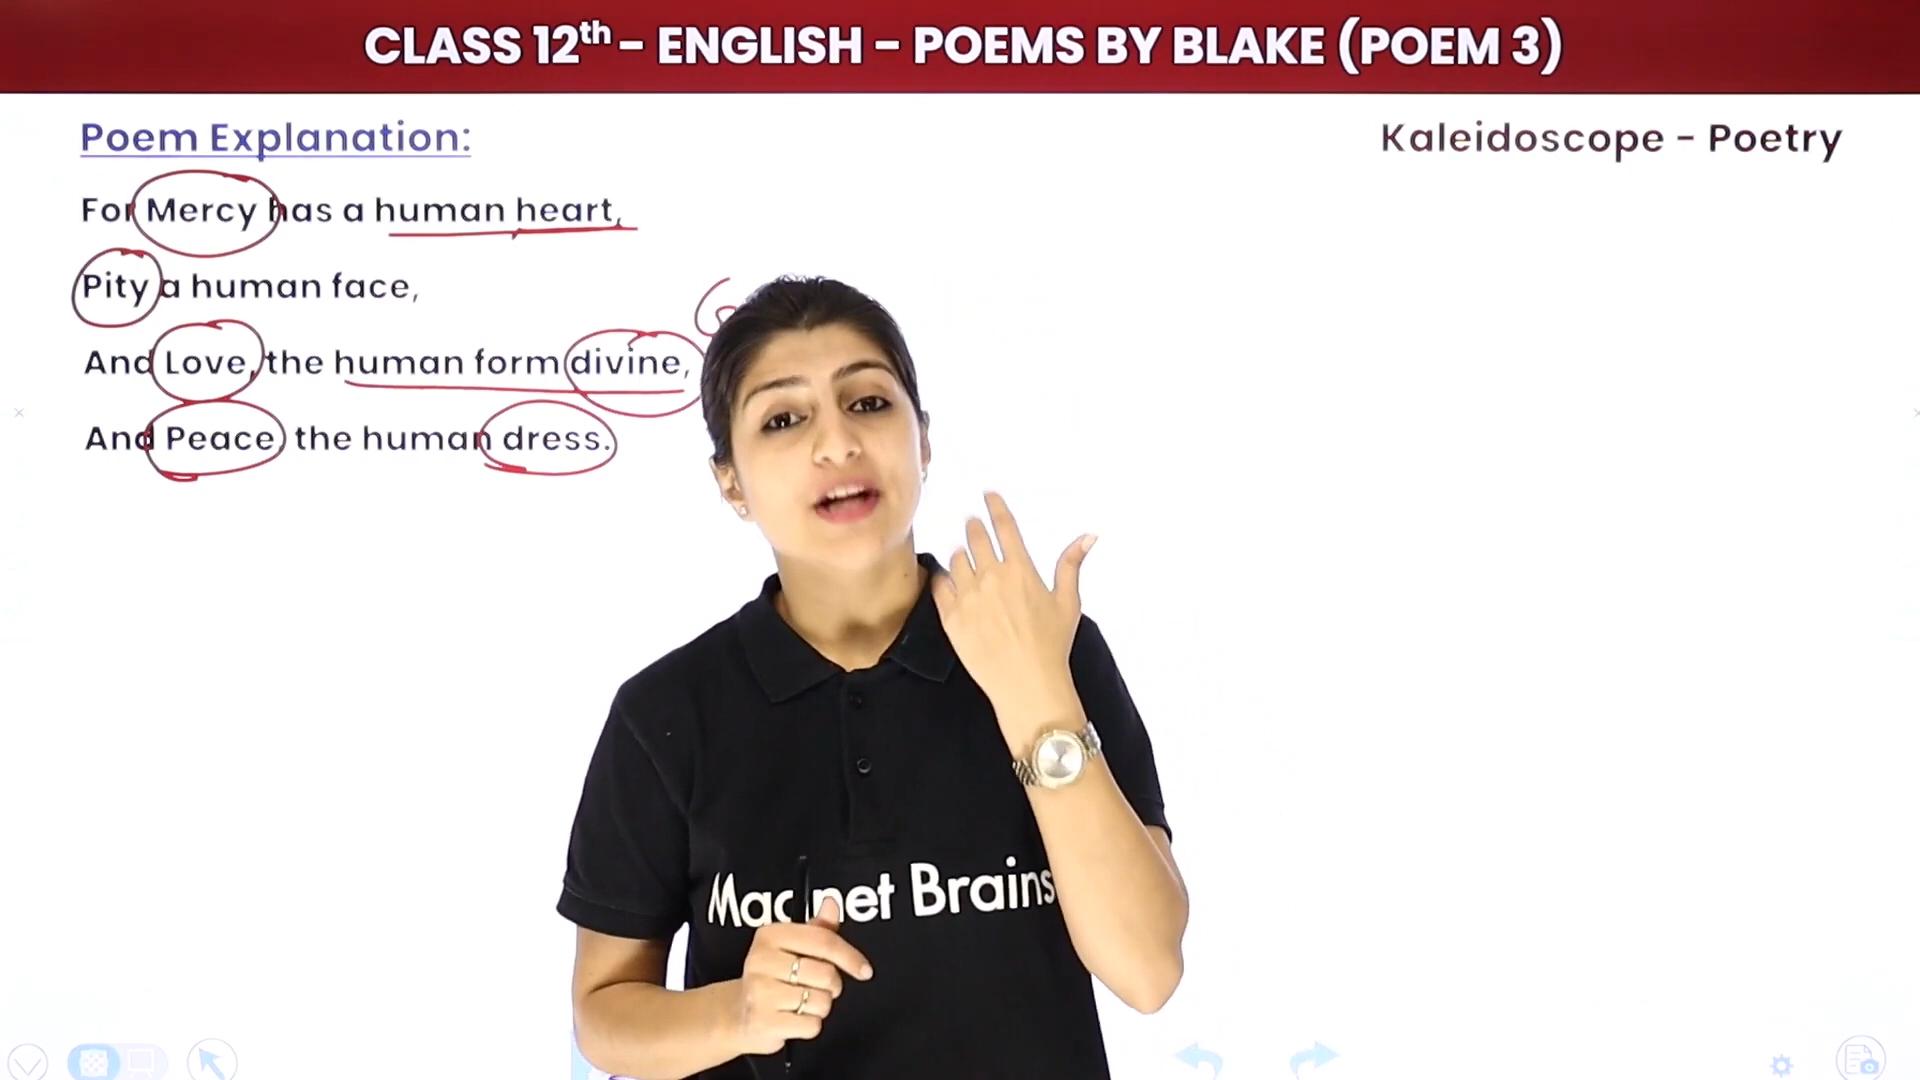 CLASS 12th - ENGLISH - POEMS BY BLAKE (POEM 3)
Poem Explanation:
Kaleidoscope - Poetry
For Mercy has a human heart,
Pity a human face,
And Love, the human form divine,
And Peace, the human dress.
Magnet Brains